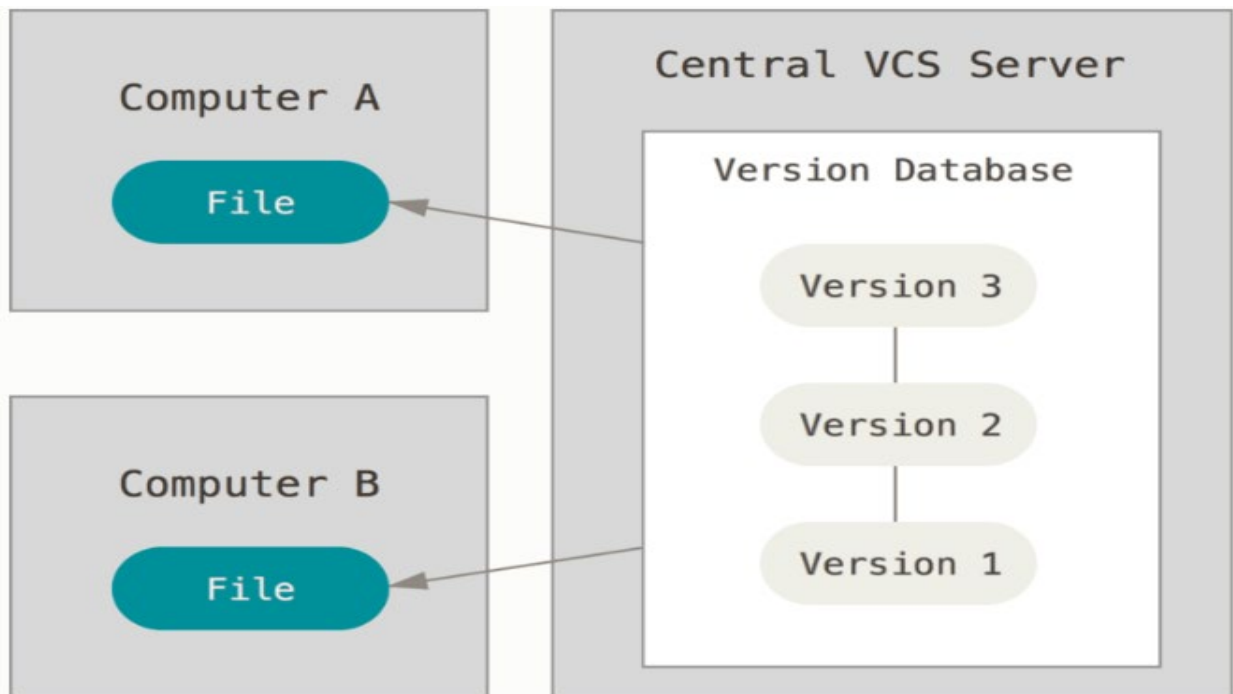 Computer A
File
Computer B
File
Central VCS Server
Version Database
Version 3
Version 2
Version 1